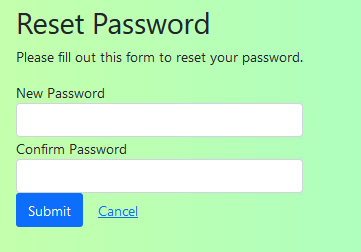 Reset Password
Please fill out this form to reset your password.
New Password
Confirm Password
Submit Cancel